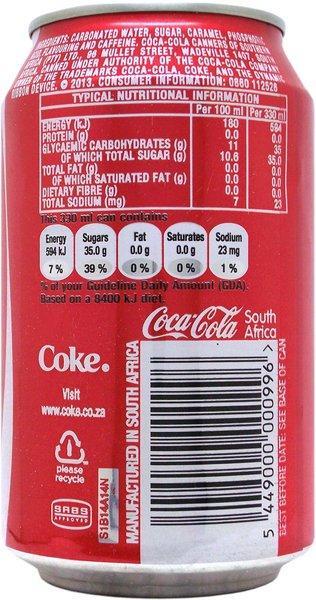 INGREDIENTS: CARBONATED WATER, SUGAR, CARAMEL, PHOSPHORIC
FLAVOURING AND CAFFEINE. COCA-COLA CANNERS OF SOUTHERN
AFRICA (PTY) LTD, 96 NELLEY STREET, WADEVILLE 1407, SOUTH
AFRICA. CANNED UNDER AUTHORITY OF THE COCA-COLA COMPANY,
OF THE TRADEMARKS COCA-COLA, COKE, AND THE DYNAMIC
RIBBON DEVICE. © 2013. CONSUMER INFORMATION: 0860 112526
TYPICAL NUTRITIONAL INFORMATION
Per 100 ml Per 330 ml
ENERGY (kJ) 180 594
PROTEIN (g) 0.0 0.0
GLYCAEMIC CARBOHYDRATES (g) 11 35
OF WHICH TOTAL SUGAR (g) 10.6 35.0
TOTAL FAT (g) 0.0 0.0
OF WHICH SATURATED FAT (g) 0.0 0.0
DIETARY FIBRE (g) 0.0 0.0
TOTAL SODIUM (mg) 7 23
This 330 ml can contains
Energy Sugars Fat Saturates Sodium
594 kJ 35.0 g 0.0 g 0.0 g 23 mg
7 % 39 % 0 % 0 % 1 %
% of your Guideline Daily Amount (GDA).
Based on a 8400 kJ diet.
Coca-Cola South Africa
Coke.
Visit
www.coke.co.za
please
recycle
SABS
APPROVED
S1B14A14N
MANUFACTURED IN SOUTH AFRICA
5 449000 000996 >
BEST BEFORE DATE: SEE BASE OF CAN